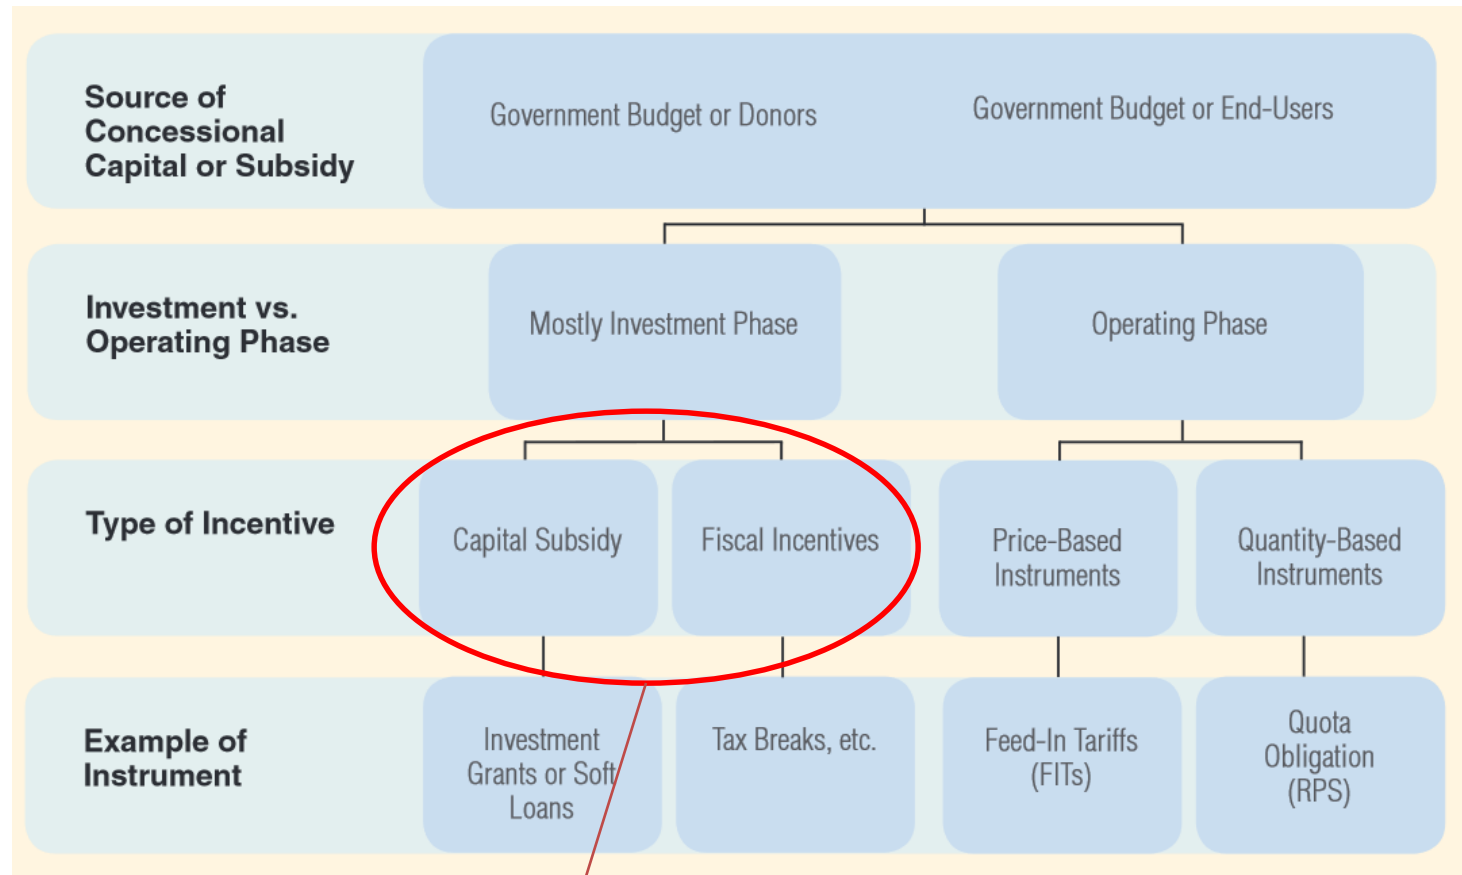 Source of
Concessional
Capital or Subsidy
Government Budget or Donors
Government Budget or End-Users
Investment vs.
Operating Phase
Mostly Investment Phase
Operating Phase
Type of Incentive
Capital Subsidy
Fiscal Incentives
Price-Based
Instruments
Quantity-Based
Instruments
Example of
Instrument
Investment
Grants or Soft
Loans
Tax Breaks, etc.
Feed-In Tariffs
(FITs)
Quota
Obligation
(RPS)